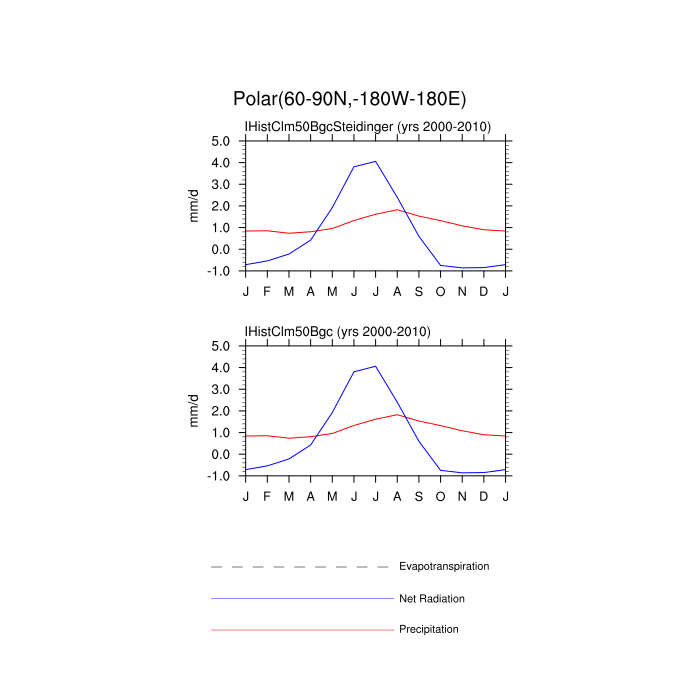 Polar(60-90N,-180W-180E)
IHistClm50BgcSteidinger (yrs 2000-2010)
5.0
4.0
3.0
2.0
1.0
0.0
-1.0
mm/d
J F M A M J J A S O N D J
IHistClm50Bgc (yrs 2000-2010)
5.0
4.0
3.0
2.0
1.0
0.0
-1.0
mm/d
J F M A M J J A S O N D J
Evapotranspiration
Net Radiation
Precipitation